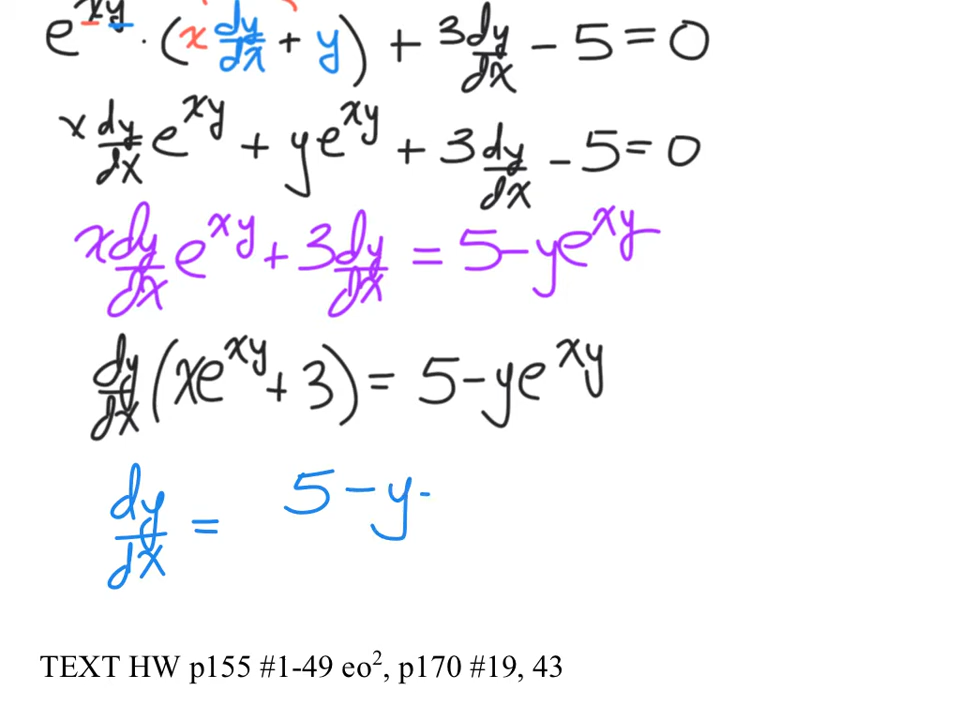 e^{xy} · (x dy/dx + y) + 3dy/dx − 5 = 0
x dy/dx e^{xy} + ye^{xy} + 3 dy/dx − 5 = 0
x dy/dx e^{xy} + 3 dy/dx = 5 − ye^{xy}
dy/dx (xe^{xy} + 3) = 5 − ye^{xy}
dy/dx = 5 − y
TEXT HW p155 #1-49 eo², p170 #19, 43